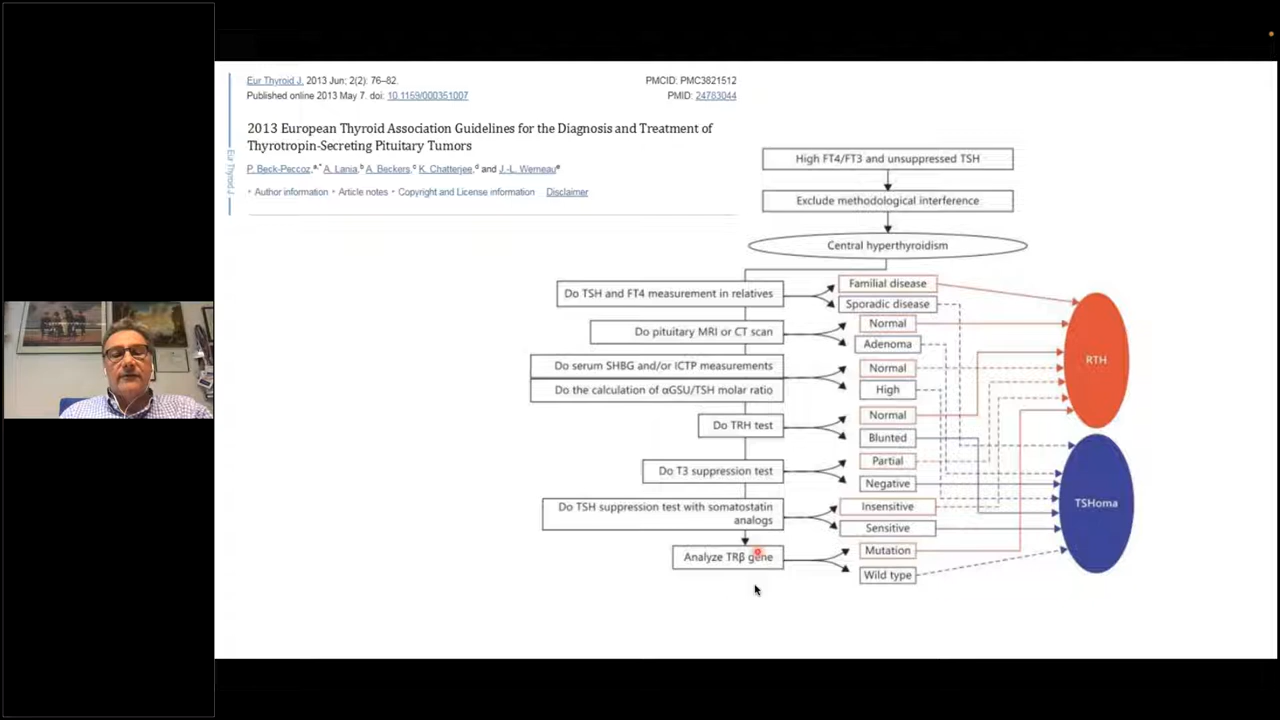 Eur Thyroid J. 2013 Jun; 2(2): 76–82.
Published online 2013 May 7. doi: 10.1159/000351007
PMCID: PMC3821512
PMID: 24783044
2013 European Thyroid Association Guidelines for the Diagnosis and Treatment of
Thyrotropin-Secreting Pituitary Tumors
P. Beck-Peccoz,a,* A. Lania,b A. Beckers,c K. Chatterjee,d and J.-L. Wemeaue
• Author information • Article notes • Copyright and License information Disclaimer
Eur Thyroid J
High FT4/FT3 and unsuppressed TSH
Exclude methodological interference
Central hyperthyroidism
Do TSH and FT4 measurement in relatives
Familial disease
Sporadic disease
Do pituitary MRI or CT scan
Normal
Adenoma
Do serum SHBG and/or ICTP measurements
Do the calculation of αGSU/TSH molar ratio
Normal
High
Do TRH test
Normal
Blunted
Do T3 suppression test
Partial
Negative
Do TSH suppression test with somatostatin
analogs
Insensitive
Sensitive
Analyze TRβ gene
Mutation
Wild type
RTH
TSHoma